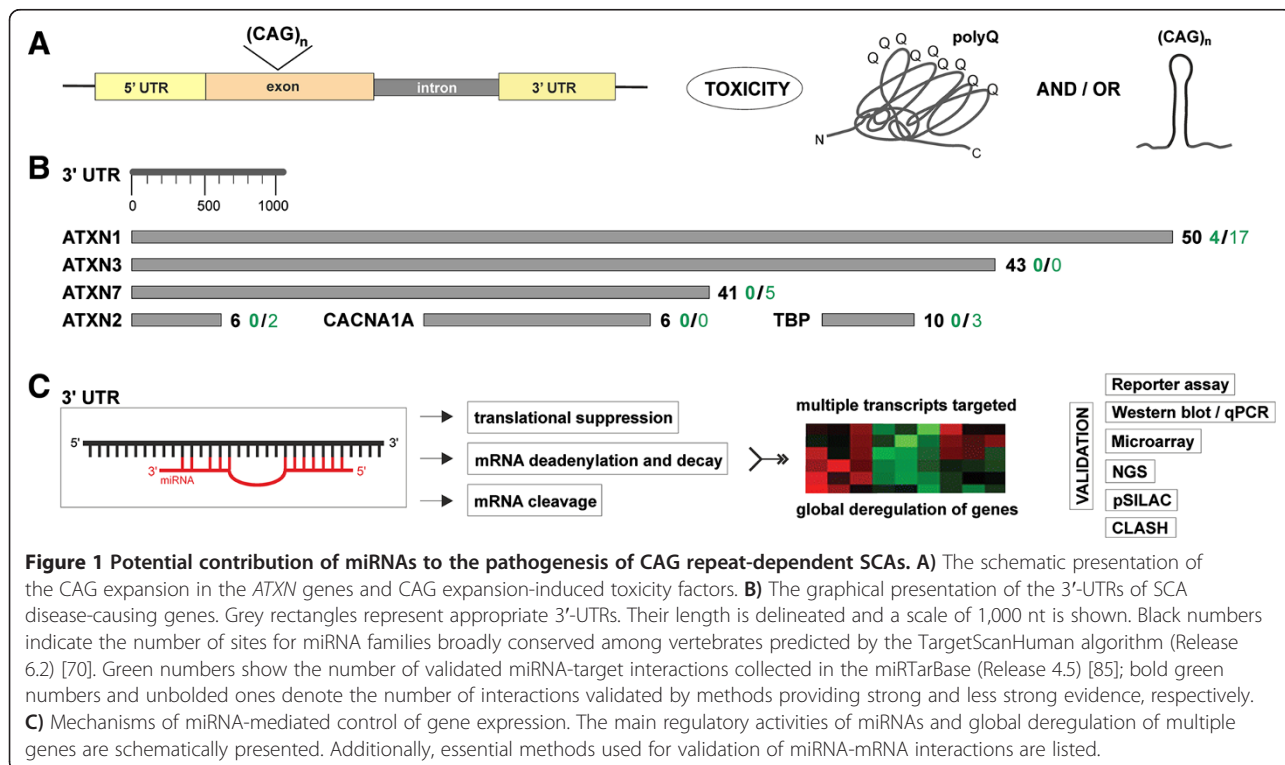 A
(CAG)n
5' UTR exon intron 3' UTR
TOXICITY
polyQ
Q Q Q Q Q Q Q Q Q Q
N
C
AND / OR
(CAG)n
B
3' UTR
0 500 1000
ATXN1 50 4/17
ATXN3 43 0/0
ATXN7 41 0/5
ATXN2 6 0/2 CACNA1A 6 0/0 TBP 10 0/3
C
3' UTR
5' 3'
3' 5'
miRNA
translational suppression
mRNA deadenylation and decay
mRNA cleavage
multiple transcripts targeted
global deregulation of genes
VALIDATION
Reporter assay
Western blot / qPCR
Microarray
NGS
pSILAC
CLASH
Figure 1 Potential contribution of miRNAs to the pathogenesis of CAG repeat-dependent SCAs. A) The schematic presentation of
the CAG expansion in the ATXN genes and CAG expansion-induced toxicity factors. B) The graphical presentation of the 3′-UTRs of SCA
disease-causing genes. Grey rectangles represent appropriate 3′-UTRs. Their length is delineated and a scale of 1,000 nt is shown. Black numbers
indicate the number of sites for miRNA families broadly conserved among vertebrates predicted by the TargetScanHuman algorithm (Release
6.2) [70]. Green numbers show the number of validated miRNA-target interactions collected in the miRTarBase (Release 4.5) [85]; bold green
numbers and unbolded ones denote the number of interactions validated by methods providing strong and less strong evidence, respectively.
C) Mechanisms of miRNA-mediated control of gene expression. The main regulatory activities of miRNAs and global deregulation of multiple
genes are schematically presented. Additionally, essential methods used for validation of miRNA-mRNA interactions are listed.